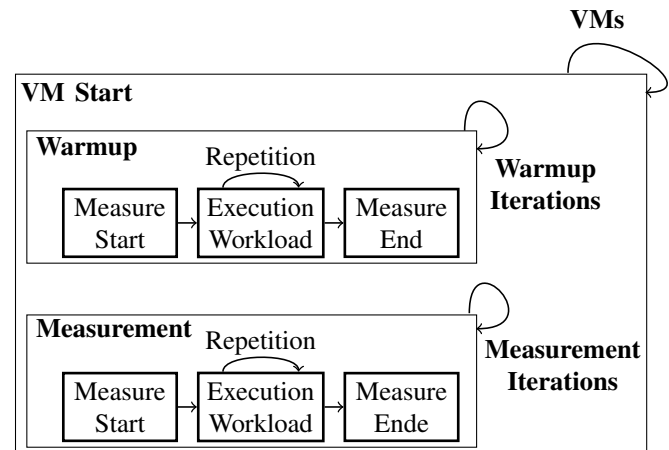 VMs
VM Start
Warmup
Repetition
Measure
Start
Execution
Workload
Measure
End
Warmup
Iterations
Measurement
Repetition
Measure
Start
Execution
Workload
Measure
Ende
Measurement
Iterations